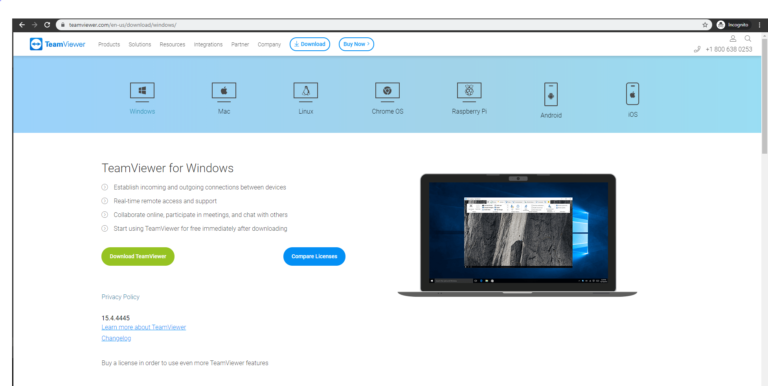 teamviewer.com/en-us/download/windows/
Incognito
TeamViewer
Products Solutions Resources Integrations Partner Company Download Buy Now
+1 800 638 0253
Windows Mac Linux Chrome OS Raspberry Pi Android iOS
TeamViewer for Windows
Establish incoming and outgoing connections between devices
Real-time remote access and support
Collaborate online, participate in meetings, and chat with others
Start using TeamViewer for free immediately after downloading
Download TeamViewer Compare Licenses
Privacy Policy
15.4.4445
Learn more about TeamViewer
Changelog
Buy a license in order to use even more TeamViewer features